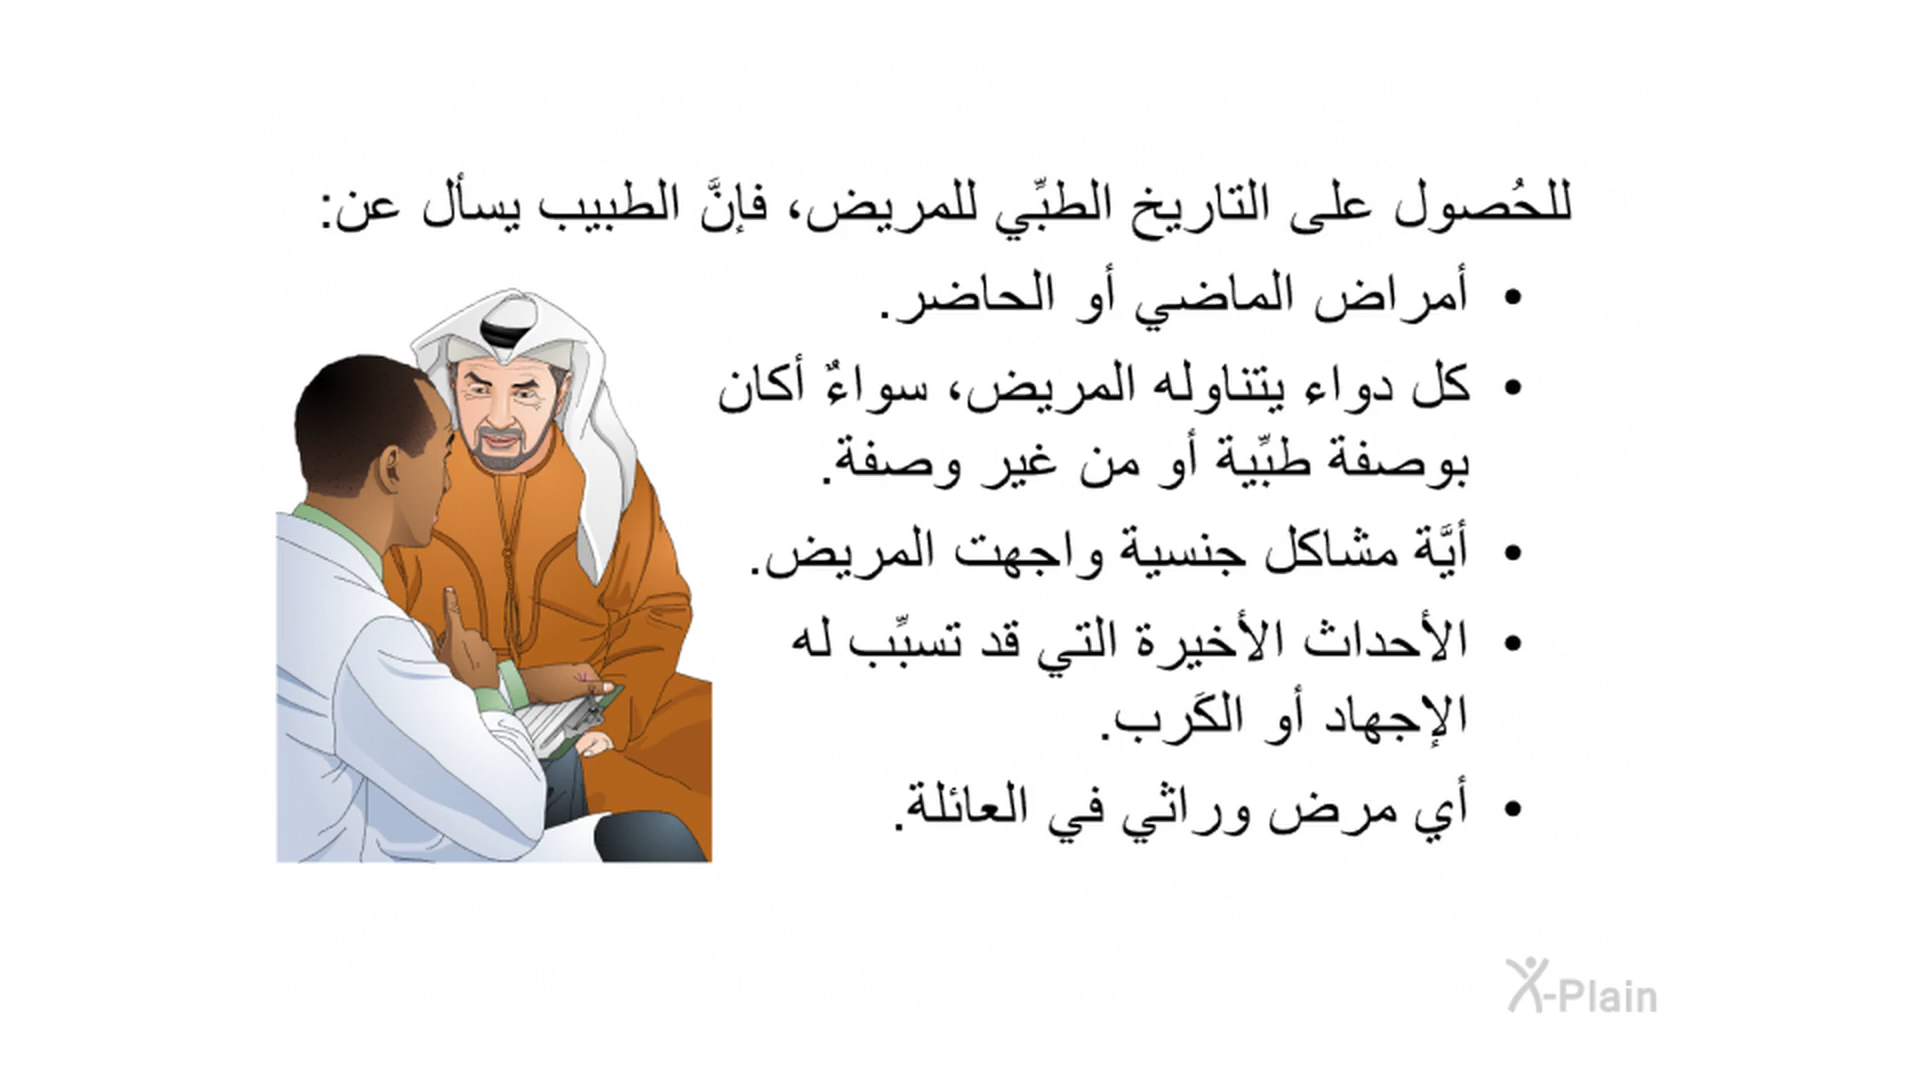 للحُصول على التاريخ الطبِّي للمريض، فإنَّ الطبيب يسأل عن:
• أمراض الماضي أو الحاضر.
• كل دواء يتناوله المريض، سواءٌ أكان
بوصفة طبِّية أو من غير وصفة.
• أيَّة مشاكل جنسية واجهت المريض.
• الأحداث الأخيرة التي قد تسبِّب له
الإجهاد أو الكَرب.
• أي مرض وراثي في العائلة.
X-Plain